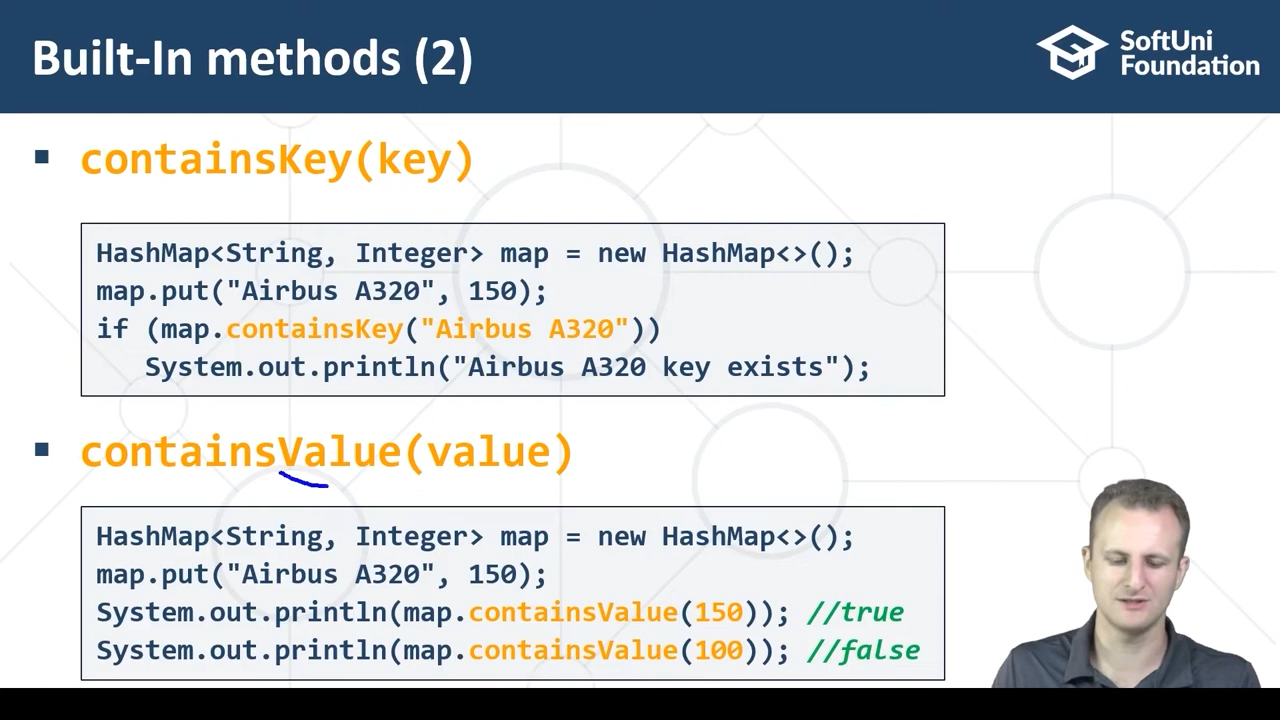 Built-In methods (2)
SoftUni
Foundation
containsKey(key)
HashMap<String, Integer> map = new HashMap<>();
map.put("Airbus A320", 150);
if (map.containsKey("Airbus A320"))
   System.out.println("Airbus A320 key exists");
containsValue(value)
HashMap<String, Integer> map = new HashMap<>();
map.put("Airbus A320", 150);
System.out.println(map.containsValue(150)); //true
System.out.println(map.containsValue(100)); //false